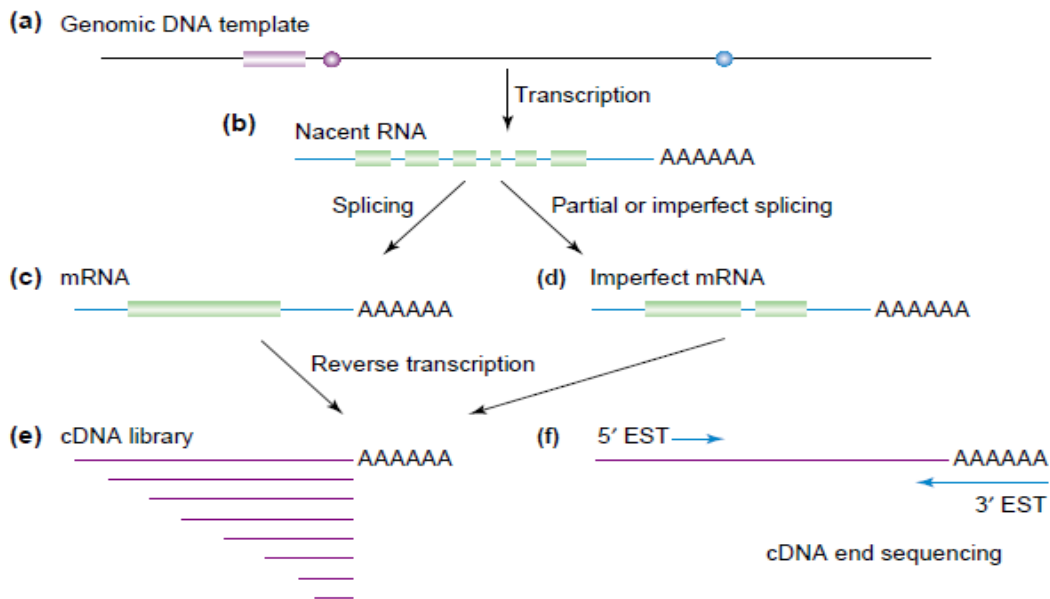 (a) Genomic DNA template
Transcription
(b) Nacent RNA
AAAAAA
Splicing
Partial or imperfect splicing
(c) mRNA
AAAAAA
(d) Imperfect mRNA
AAAAAA
Reverse transcription
(e) cDNA library
AAAAAA
(f) 5′ EST
AAAAAA
3′ EST
cDNA end sequencing